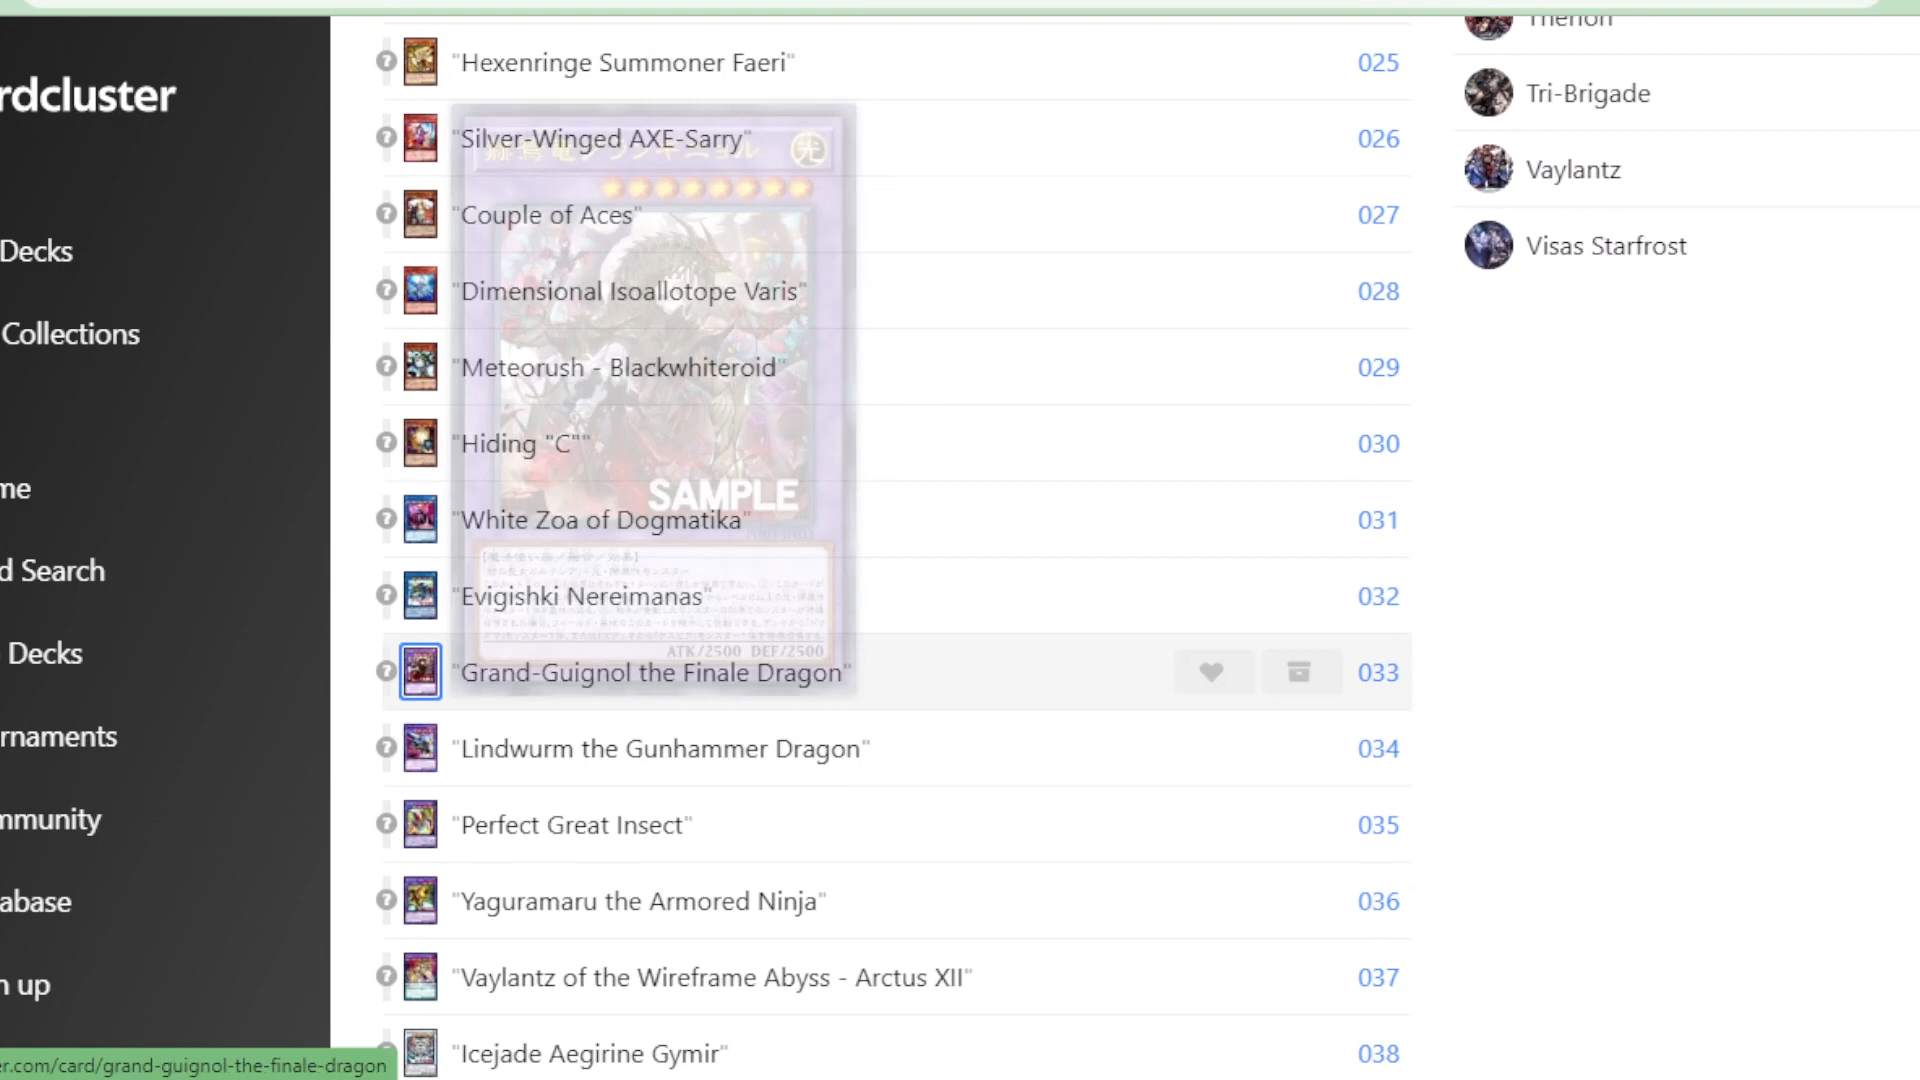 rdcluster
Decks
Collections
me
d Search
Decks
rnaments
mmunity
abase
n up
er.com/card/grand-guignol-the-finale-dragon
"Hexenringe Summoner Faeri" 025
"Silver-Winged AXE-Sarry" 026
"Couple of Aces" 027
"Dimensional Isoallotope Varis" 028
"Meteorush - Blackwhiteroid" 029
"Hiding "C"" 030
"White Zoa of Dogmatika" 031
"Evigishki Nereimanas" 032
"Grand-Guignol the Finale Dragon" 033
"Lindwurm the Gunhammer Dragon" 034
"Perfect Great Insect" 035
"Yaguramaru the Armored Ninja" 036
"Vaylantz of the Wireframe Abyss - Arctus XII" 037
"Icejade Aegirine Gymir" 038
光
SAMPLE
ATK/2500 DEF/2500
Therion
Tri-Brigade
Vaylantz
Visas Starfrost